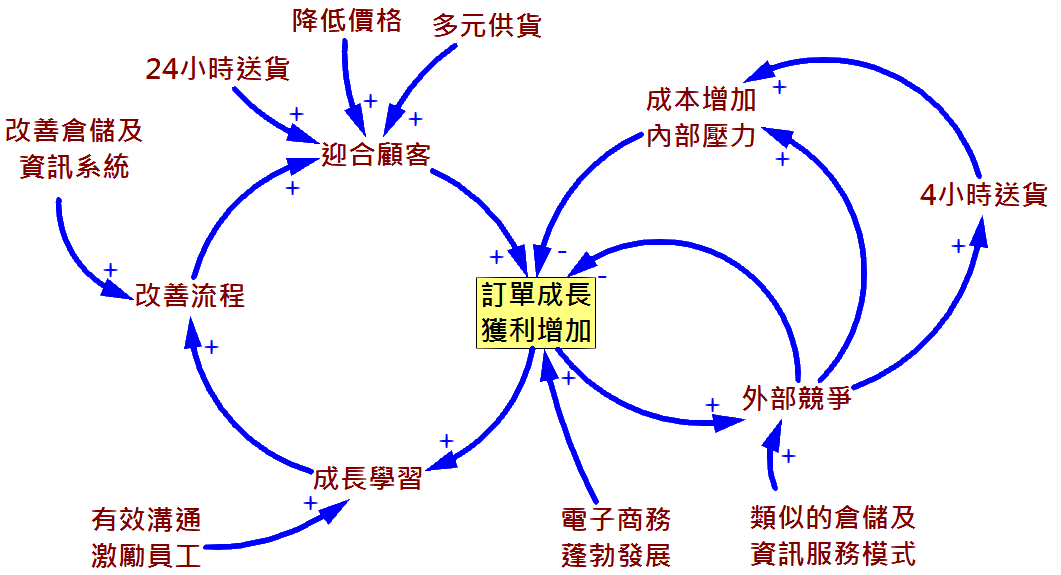 降低價格
多元供貨
24小時送貨
+
+
+
改善倉儲及
資訊系統
迎合顧客
+
成本增加
內部壓力
+
+
4小時送貨
+
+
-
-
+
改善流程
訂單成長
獲利增加
+
+
+
外部競爭
+
+
成長學習
+
+
有效溝通
激勵員工
電子商務
蓬勃發展
類似的倉儲及
資訊服務模式